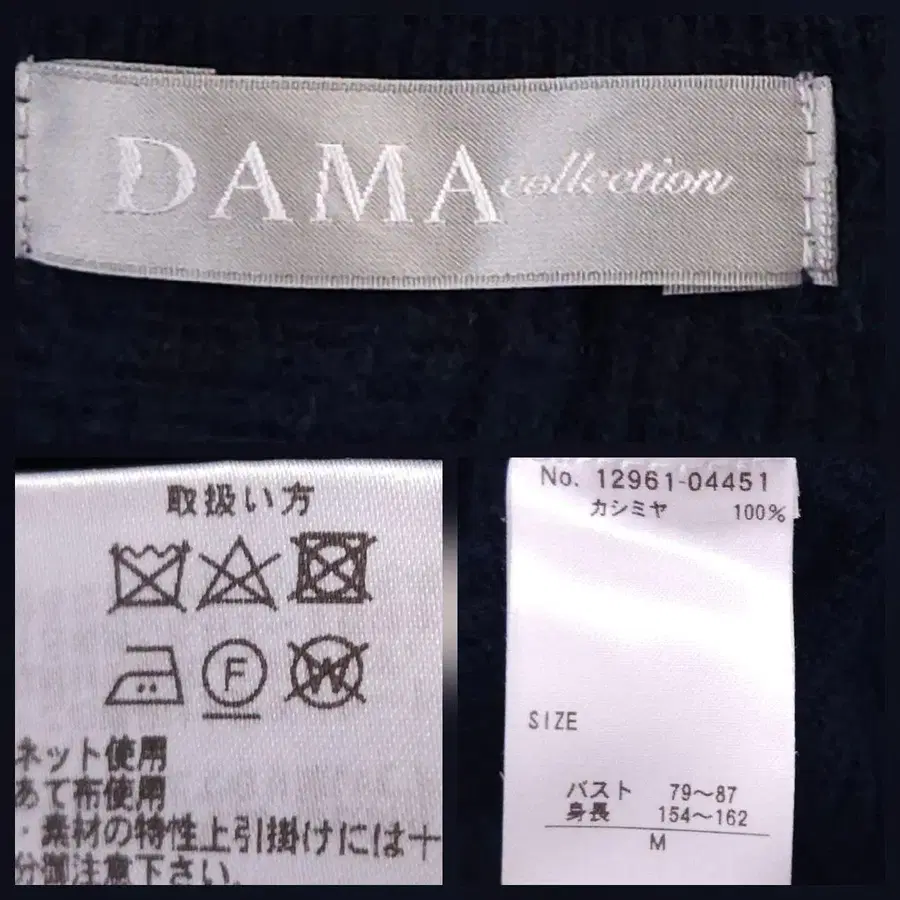 DAMA collection
取扱い方
F
W
ネット使用
あて布使用
・素材の特性上引掛けには十
分御注意下さい。
No. 12961-04451
カシミヤ 100%
SIZE
バスト 79〜87
身長 154〜162
M